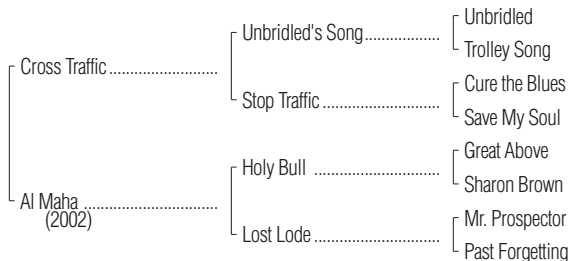 Unbridled
Unbridled's Song..................
Trolley Song
Cross Traffic..........................
Cure the Blues
Stop Traffic.............................
Save My Soul
Great Above
Holy Bull ..............................
Sharon Brown
Al Maha ................................
(2002)
Mr. Prospector
Lost Lode..............................
Past Forgetting